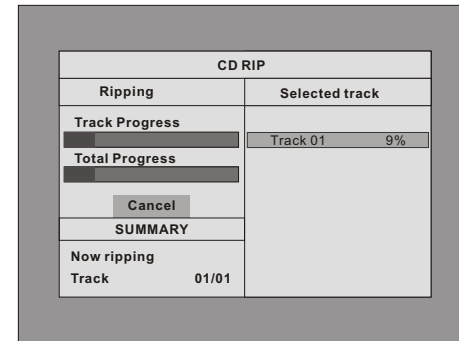 CD RIP
Ripping
Selected track
Track Progress
Track 01 9%
Total Progress
Cancel
SUMMARY
Now ripping
Track 01/01